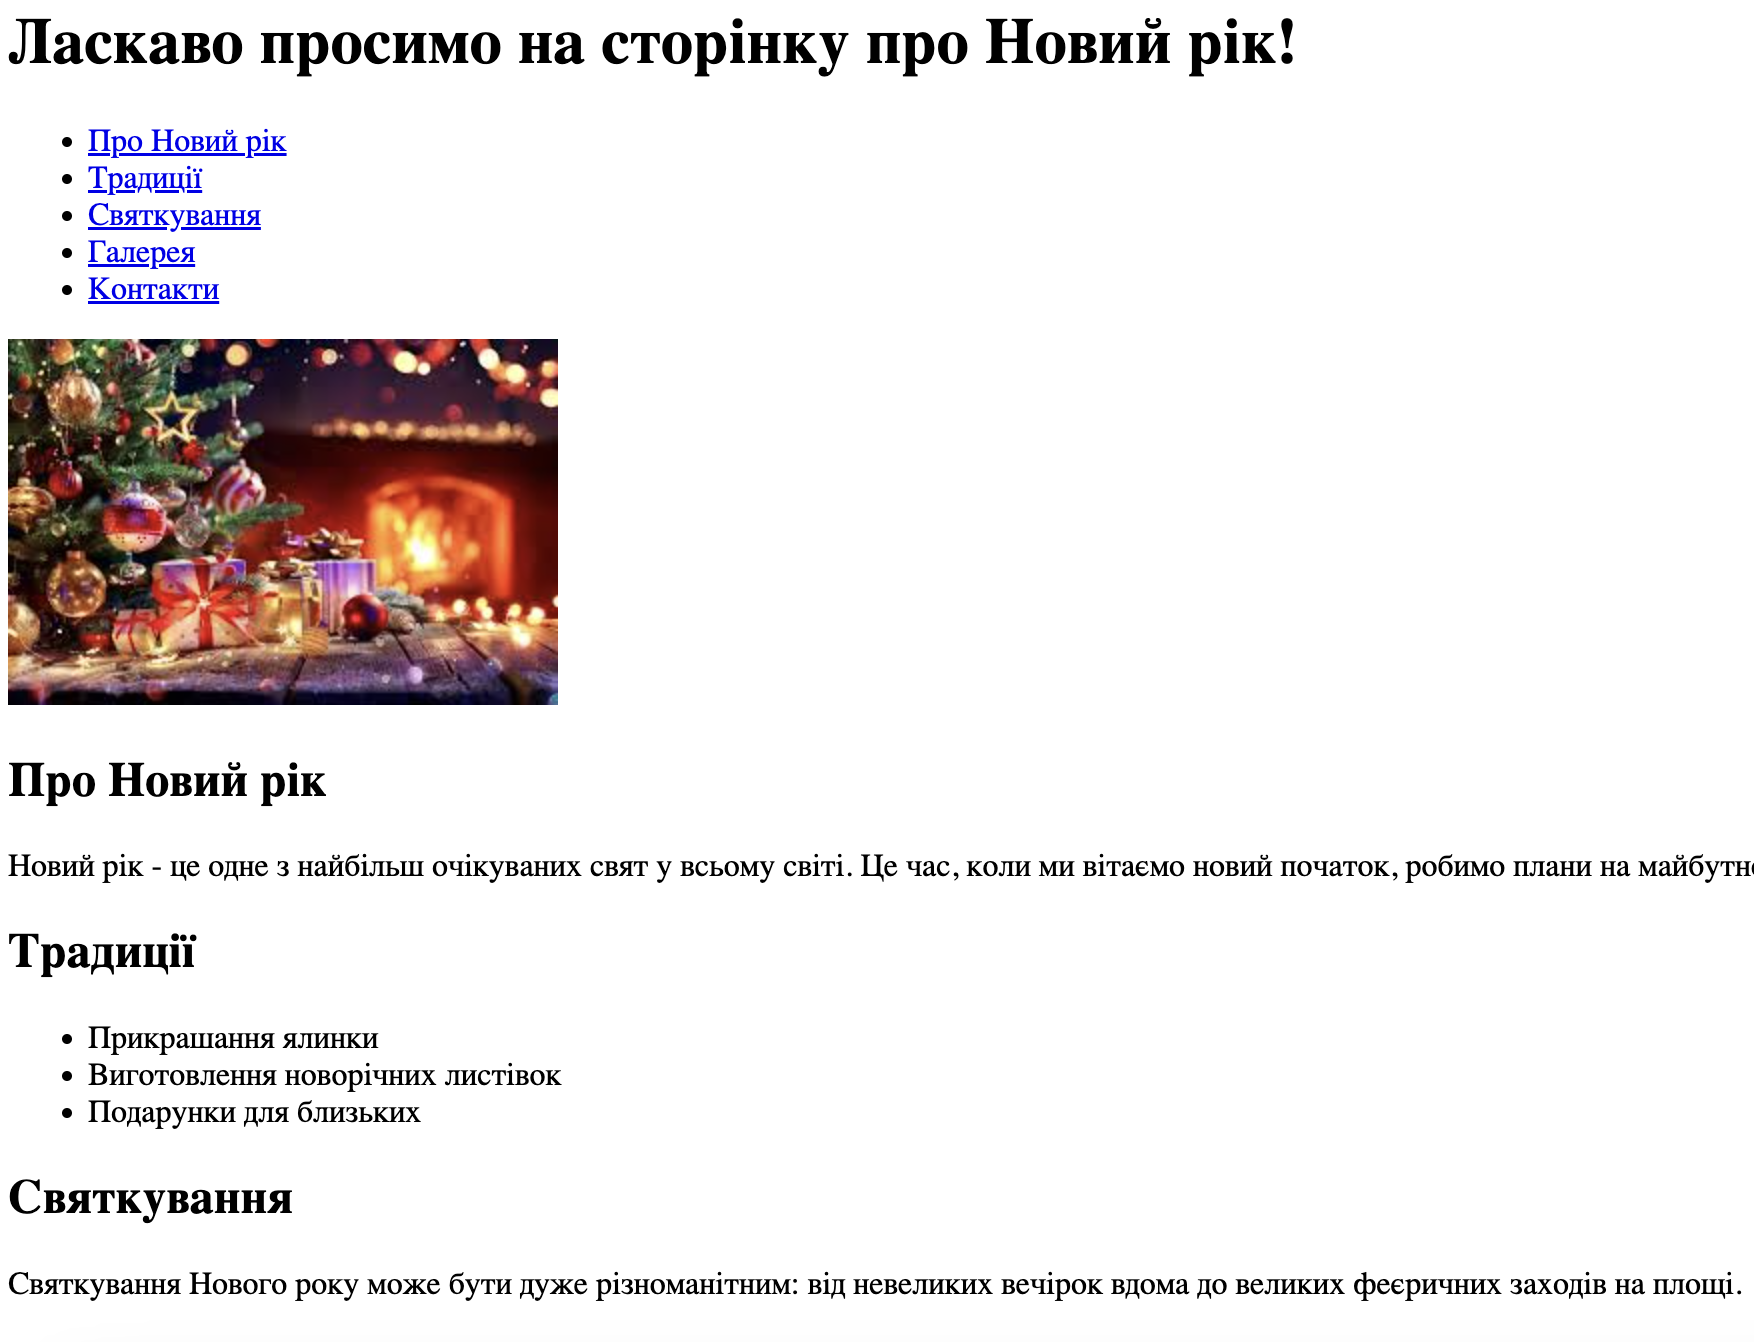 Ласкаво просимо на сторінку про Новий рік!
Про Новий рік
Традиції
Святкування
Галерея
Контакти
Про Новий рік
Новий рік - це одне з найбільш очікуваних свят у всьому світі. Це час, коли ми вітаємо новий початок, робимо плани на
Традиції
Прикрашання ялинки
Виготовлення новорічних листівок
Подарунки для близьких
Святкування
Святкування Нового року може бути дуже різноманітним: від невеликих вечірок вдома до великих феєричних заходів на площі.